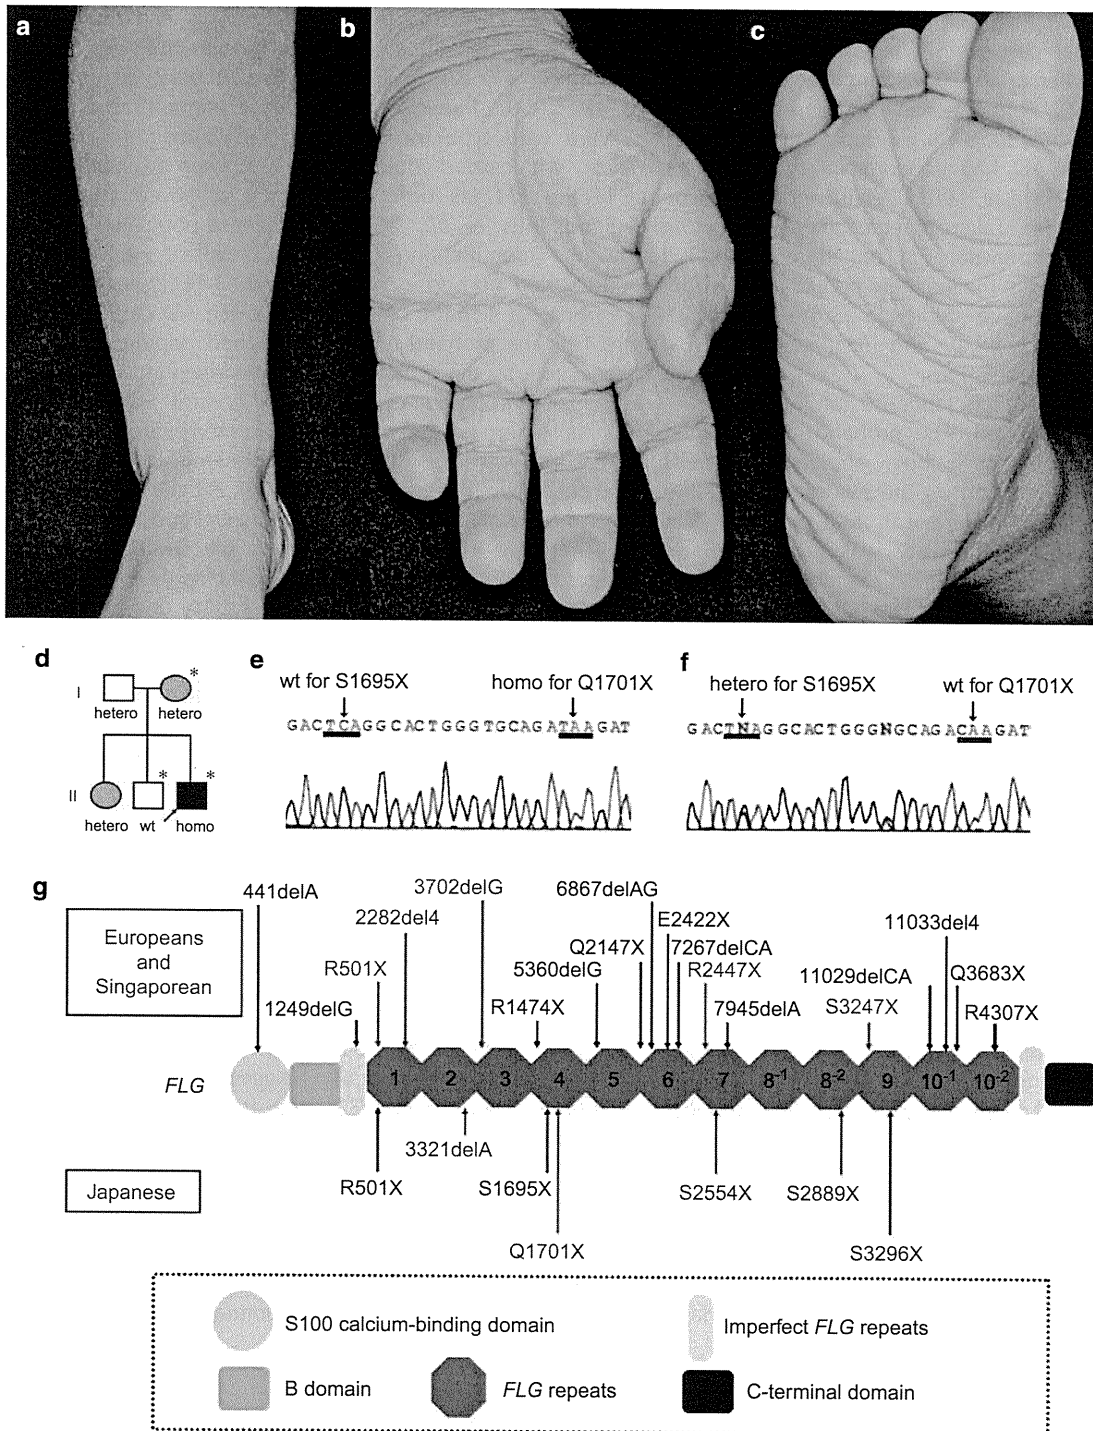 a
b
c
d
I
*
hetero hetero
II
* *
hetero wt homo
e
wt for S1695X homo for Q1701X
GACTCAGGCACTGGGTGCAGATAAGAT
f
hetero for S1695X wt for Q1701X
GACTNAGGCACTGGGNGCAGACAAGAT
g
Europeans
and
Singaporean
441delA
3702delG
6867delAG
2282del4
E2422X
11033del4
R501X
Q2147X
7267delCA
5360delG
R2447X
11029delCA
Q3683X
1249delG
R1474X
7945delA
S3247X
R4307X
FLG
1 2 3 4 5 6 7 8-1 8-2 9 10-1 10-2
3321delA
Japanese
R501X
S1695X
S2554X
S2889X
Q1701X
S3296X
S100 calcium-binding domain
Imperfect FLG repeats
B domain
FLG repeats
C-terminal domain